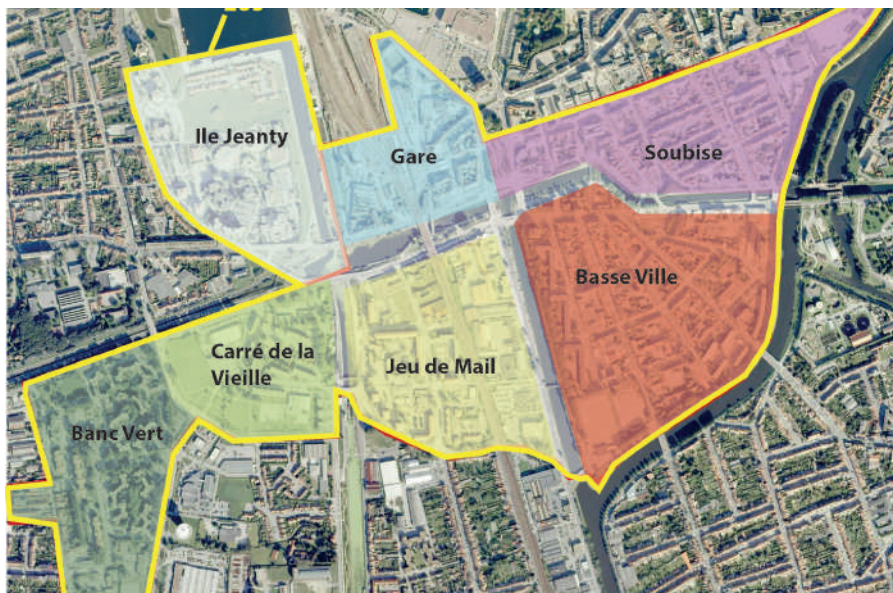 Ile Jeanty
Gare
Soubise
Basse Ville
Carré de la
Vieille
Jeu de Mail
Banc Vert